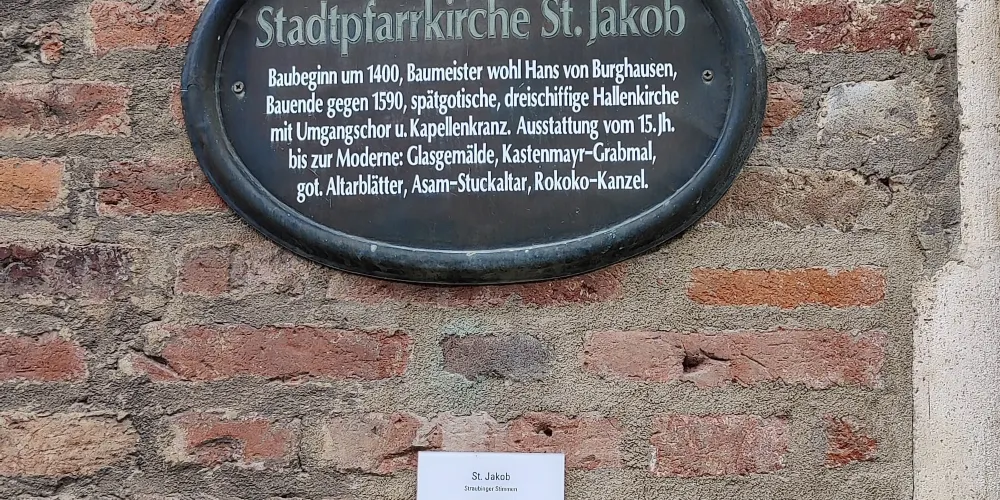 Stadtpfarrkirche St. Jakob
Baubeginn um 1400, Baumeister wohl Hans von Burghausen,
Bauende gegen 1590, spätgotische, dreischiffige Hallenkirche
mit Umgangschor u. Kapellenkranz. Ausstattung vom 15. Jh.
bis zur Moderne: Glasgemälde, Kastenmayr-Grabmal,
got. Altarblätter, Asam-Stuckaltar, Rokoko-Kanzel.
St. Jakob
Straubinger Stimmen